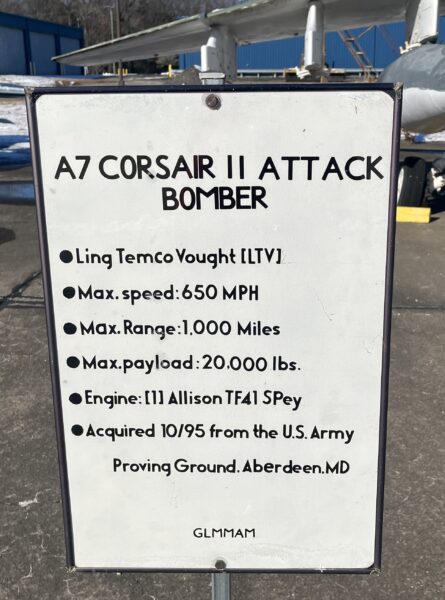 A7 CORSAIR II ATTACK
BOMBER
●Ling Temco Vought [LTV]
●Max. speed: 650 MPH
●Max. Range: 1,000 Miles
●Max. payload: 20,000 lbs.
●Engine: [1] Allison TF41 SPey
●Acquired 10/95 from the U.S. Army
Proving Ground. Aberdeen.MD
GLMMAM